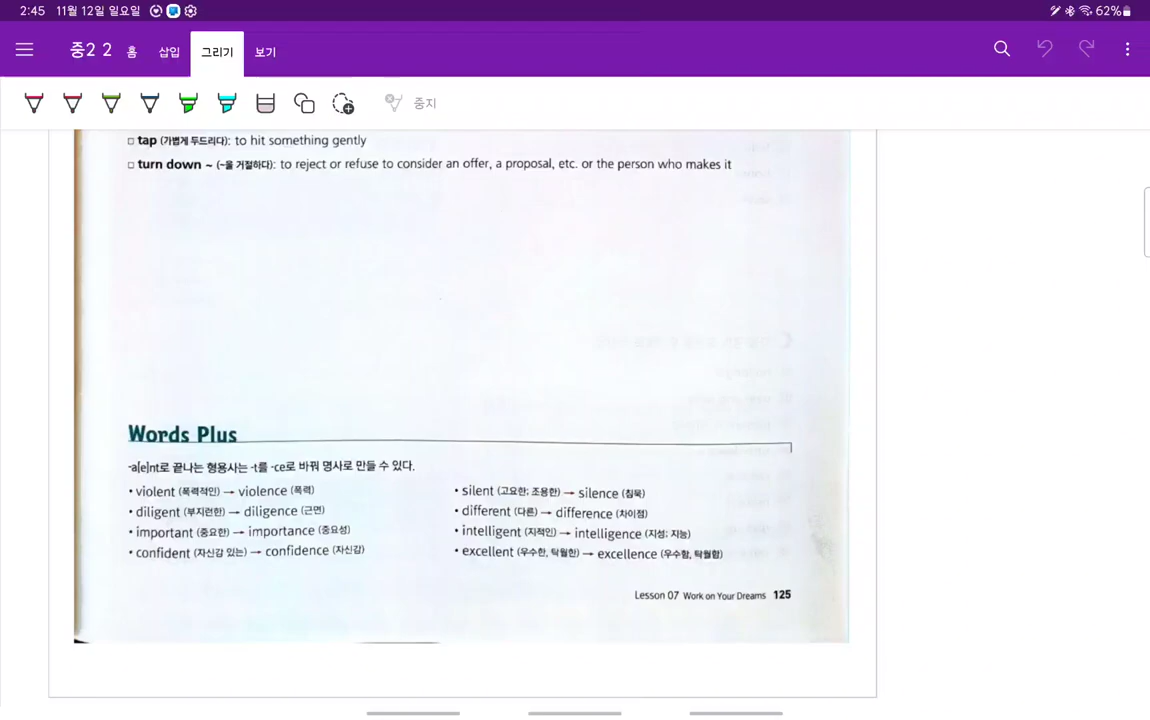 2:45 11월 12일 일요일 62%
중2 2 홈 삽입 그리기 보기
중지
□ tap (가볍게 두드리다): to hit something gently
□ turn down ~ (~을 거절하다): to reject or refuse to consider an offer, a proposal, etc. or the person who makes it
Words Plus
-a[e]nt로 끝나는 형용사는 -t를 -ce로 바꿔 명사로 만들 수 있다.
• violent (폭력적인) → violence (폭력)
• silent (고요한; 조용한) → silence (침묵)
• diligent (부지런한) → diligence (근면)
• different (다른) → difference (차이점)
• important (중요한) → importance (중요성)
• intelligent (지적인) → intelligence (지성; 지능)
• confident (자신감 있는) → confidence (자신감)
• excellent (우수한, 탁월한) → excellence (우수함, 탁월함)
Lesson 07 Work on Your Dreams 125